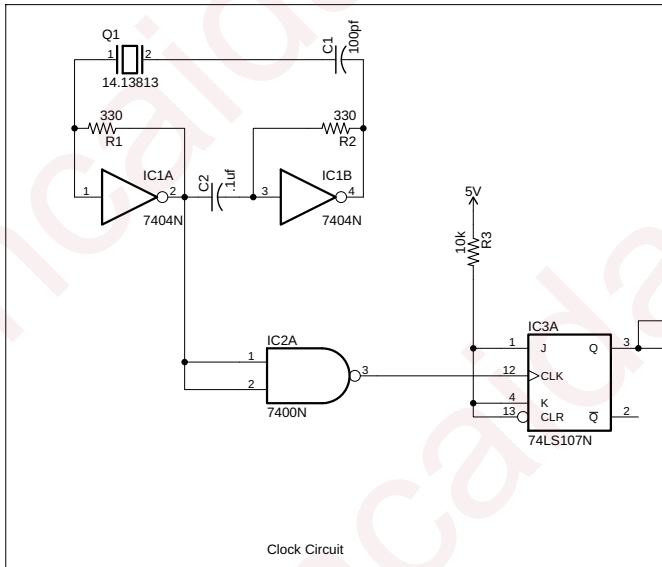 Q1
1 2
14.13813
C1
100pf
330
R1
330
R2
IC1A
1 2
7404N
C2
.1uf
IC1B
3 4
7404N
5V
10k
R3
IC2A
1
2
3
7400N
IC3A
1 J Q 3
12 CLK
4 K
13 CLR Q 2
74LS107N
Clock Circuit